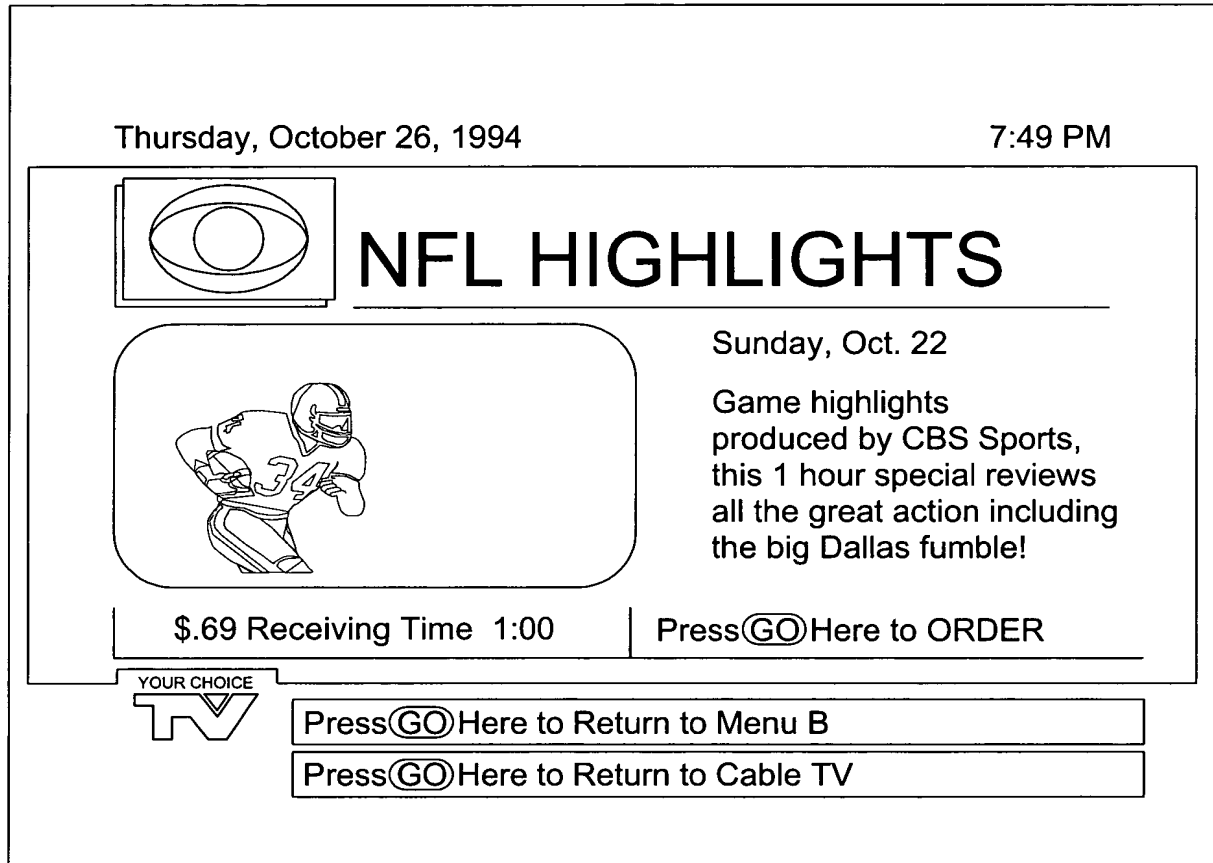 Thursday, October 26, 1994 7:49 PM
NFL HIGHLIGHTS
Sunday, Oct. 22
Game highlights
produced by CBS Sports,
this 1 hour special reviews
all the great action including
the big Dallas fumble!
34
$.69 Receiving Time 1:00
Press GO Here to ORDER
YOUR CHOICE
TV
Press GO Here to Return to Menu B
Press GO Here to Return to Cable TV